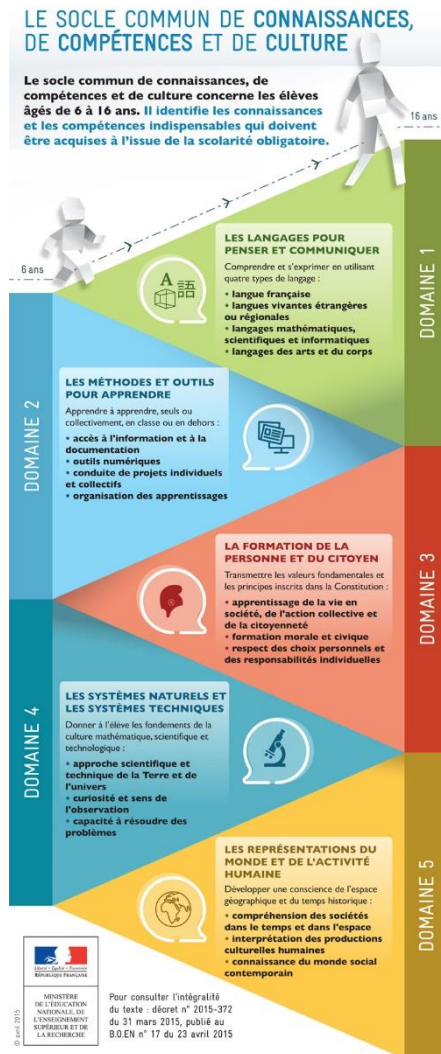 LE SOCLE COMMUN DE CONNAISSANCES,
DE COMPÉTENCES ET DE CULTURE
Le socle commun de connaissances, de
compétences et de culture concerne les élèves
âgés de 6 à 16 ans. Il identifie les connaissances
et les compétences indispensables qui doivent
être acquises à l'issue de la scolarité obligatoire.
16 ans
6 ans
DOMAINE 1
LES LANGAGES POUR
PENSER ET COMMUNIQUER
Comprendre et s'exprimer en utilisant
quatre types de langage :
• langue française
• langues vivantes étrangères
ou régionales
• langages mathématiques,
scientifiques et informatiques
• langages des arts et du corps
A
語
DOMAINE 2
LES MÉTHODES ET OUTILS
POUR APPRENDRE
Apprendre à apprendre, seuls ou
collectivement, en classe ou en dehors :
• accès à l'information et à la
documentation
• outils numériques
• conduite de projets individuels
et collectifs
• organisation des apprentissages
DOMAINE 3
LA FORMATION DE LA
PERSONNE ET DU CITOYEN
Transmettre les valeurs fondamentales et
les principes inscrits dans la Constitution :
• apprentissage de la vie en
société, de l'action collective et
de la citoyenneté
• formation morale et civique
• respect des choix personnels et
des responsabilités individuelles
DOMAINE 4
LES SYSTÈMES NATURELS ET
LES SYSTÈMES TECHNIQUES
Donner à l'élève les fondements de la
culture mathématique, scientifique et
technologique :
• approche scientifique et
technique de la Terre et de
l'univers
• curiosité et sens de
l'observation
• capacité à résoudre des
problèmes
DOMAINE 5
LES REPRÉSENTATIONS DU
MONDE ET DE L'ACTIVITÉ
HUMAINE
Développer une conscience de l'espace
géographique et du temps historique :
• compréhension des sociétés
dans le temps et dans l'espace
• interprétation des productions
culturelles humaines
• connaissance du monde social
contemporain
Liberté • Égalité • Fraternité
RÉPUBLIQUE FRANÇAISE
MINISTÈRE
DE L'ÉDUCATION
NATIONALE, DE
L'ENSEIGNEMENT
SUPÉRIEUR ET DE
LA RECHERCHE
© avril 2015
Pour consulter l'intégralité
du texte : décret n° 2015-372
du 31 mars 2015, publié au
B.O.EN n° 17 du 23 avril 2015